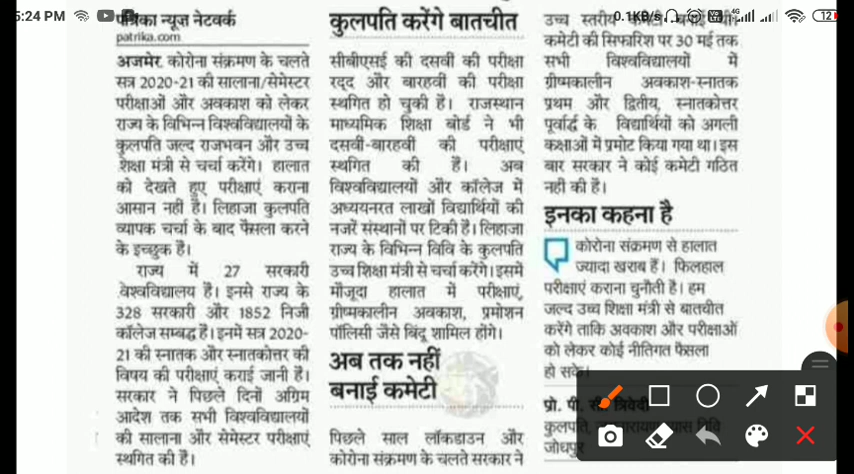 5:24 PM
0.1KB/s
4G
12
पत्रिका न्यूज नेटवर्क
patrika.com
अजमेर. कोरोना संक्रमण के चलते
सत्र 2020-21 की सालाना/सेमेस्टर
परीक्षाओं और अवकाश को लेकर
राज्य के विभिन्न विश्वविद्यालयों के
कुलपति जल्द राजभवन और उच्च
शिक्षा मंत्री से चर्चा करेंगे। हालात
को देखते हुए परीक्षाएं कराना
आसान नहीं है। लिहाजा कुलपति
व्यापक चर्चा के बाद फैसला करने
के इच्छुक हैं।
राज्य में 27 सरकारी
वेश्वविद्यालय है। इनसे राज्य के
328 सरकारी और 1852 निजी
कॉलेज सम्बद्ध हैं। इनमें सत्र 2020-
21 की स्नातक और स्नातकोत्तर की
विषय की परीक्षाएं कराई जानी हैं।
सरकार ने पिछले दिनों अग्रिम
आदेश तक सभी विश्वविद्यालयों
की सालाना और सेमेस्टर परीक्षाएं
स्थगित की हैं।
कुलपति करेंगे बातचीत
सीबीएसई की दसवीं की परीक्षा
रद्द और बारहवीं की परीक्षा
स्थगित हो चुकी है। राजस्थान
माध्यमिक शिक्षा बोर्ड ने भी
दसवीं-बारहवीं की परीक्षाएं
स्थगित की हैं। अब
विश्वविद्यालयों और कॉलेज में
अध्ययनरत लाखों विद्यार्थियों की
नजरें संस्थानों पर टिकी है। लिहाजा
राज्य के विभिन्न विवि के कुलपति
उच्च शिक्षा मंत्री से चर्चा करेंगे। इसमें
मौजूदा हालात में परीक्षाएं,
ग्रीष्मकालीन अवकाश, प्रमोशन
पॉलिसी जैसे बिंदू शामिल होंगे।
अब तक नहीं
बनाई कमेटी
पिछले साल लॉकडाउन और
कोरोना संक्रमण के चलते सरकार ने
उच्च स्तरीय
कमेटी की सिफारिश पर 30 मई तक
सभी विश्वविद्यालयों में
ग्रीष्मकालीन अवकाश-स्नातक
प्रथम और द्वितीय, स्नातकोत्तर
पूर्वार्द्ध के विद्यार्थियों को अगली
कक्षाओं में प्रमोट किया गया था। इस
बार सरकार ने कोई कमेटी गठित
नही की है।
इनका कहना है
कोरोना संक्रमण से हालात
ज्यादा खराब हैं। फिलहाल
परीक्षाएं कराना चुनौती है। हम
जल्द उच्च शिक्षा मंत्री से बातचीत
करेंगे ताकि अवकाश और परीक्षाओं
को लेकर कोई नीतिगत फैसला
हो सके।
प्रो. पी. सी. त्रिवेदी
कुलपति,
जोधपुर